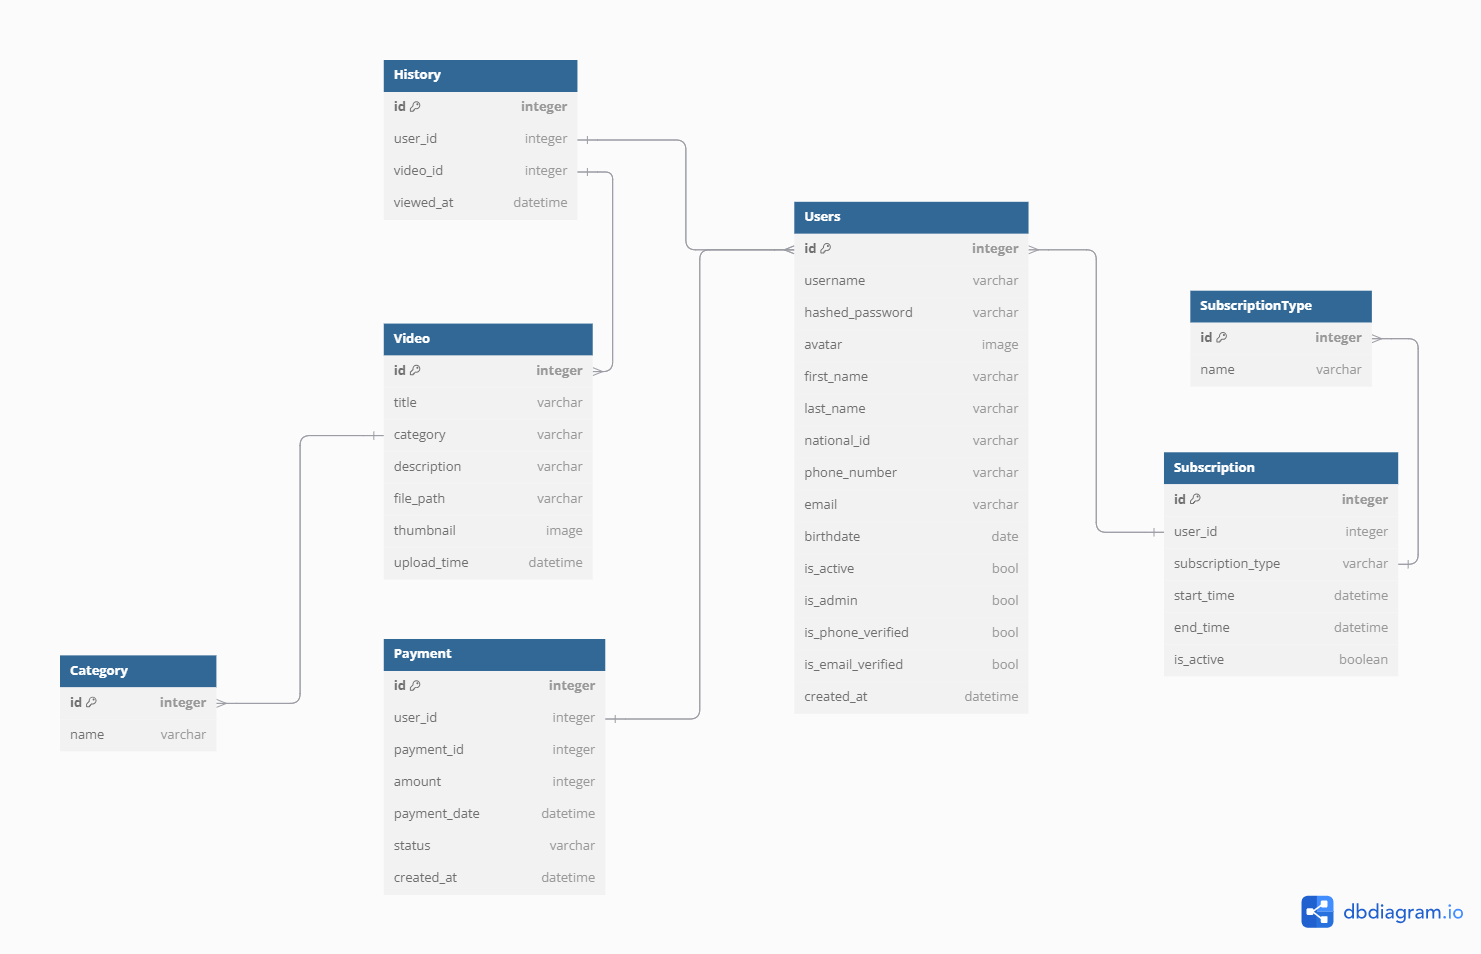 History
id integer
user_id integer
video_id integer
viewed_at datetime
Video
id integer
title varchar
category varchar
description varchar
file_path varchar
thumbnail image
upload_time datetime
Category
id integer
name varchar
Payment
id integer
user_id integer
payment_id integer
amount integer
payment_date datetime
status varchar
created_at datetime
Users
id integer
username varchar
hashed_password varchar
avatar image
first_name varchar
last_name varchar
national_id varchar
phone_number varchar
email varchar
birthdate date
is_active bool
is_admin bool
is_phone_verified bool
is_email_verified bool
created_at datetime
SubscriptionType
id integer
name varchar
Subscription
id integer
user_id integer
subscription_type varchar
start_time datetime
end_time datetime
is_active boolean
dbdiagram.io